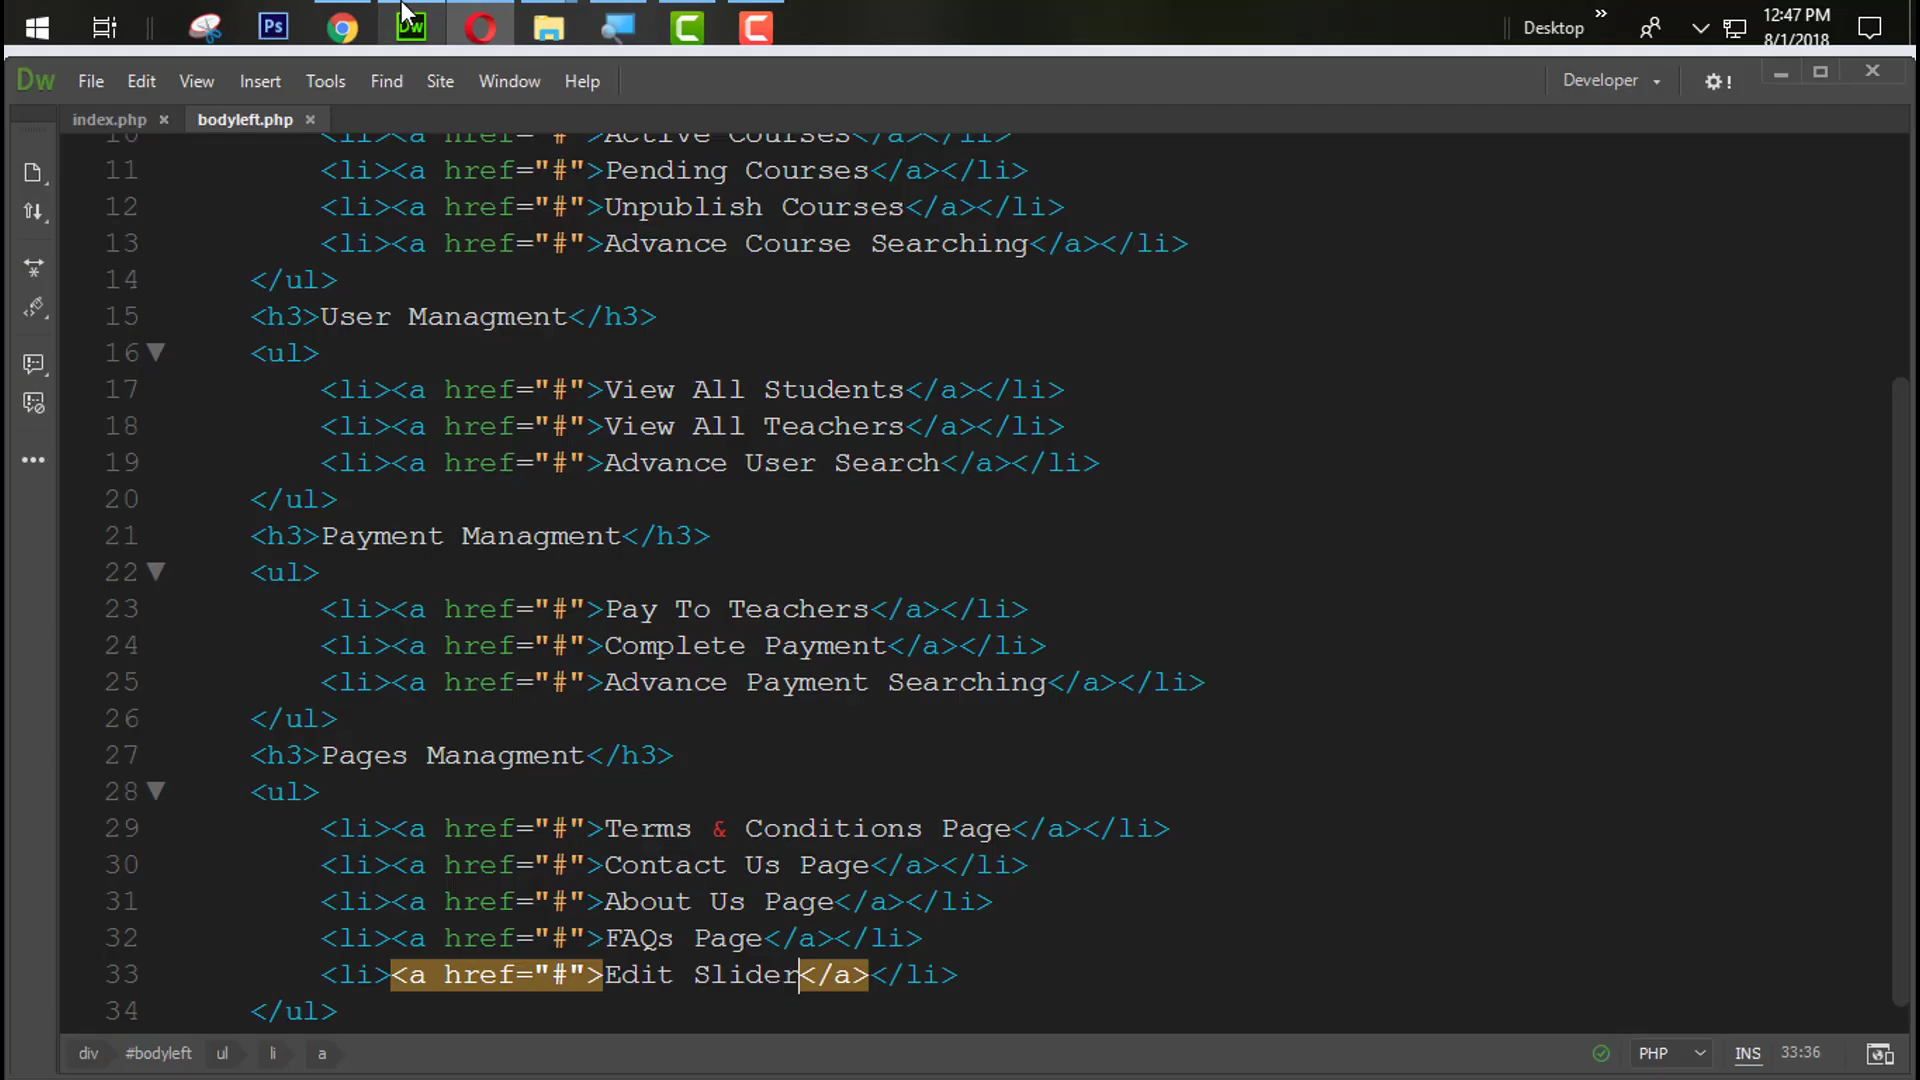 Ps
Dw
Desktop
»
12:47 PM
8/1/2018
Dw File Edit View Insert Tools Find Site Window Help
Developer
!
index.php × bodyleft.php ×
10 <li><a href="#">Active Courses</a></li>
11 <li><a href="#">Pending Courses</a></li>
12 <li><a href="#">Unpublish Courses</a></li>
13 <li><a href="#">Advance Course Searching</a></li>
14 </ul>
15 <h3>User Managment</h3>
16 <ul>
17 <li><a href="#">View All Students</a></li>
18 <li><a href="#">View All Teachers</a></li>
19 <li><a href="#">Advance User Search</a></li>
20 </ul>
21 <h3>Payment Managment</h3>
22 <ul>
23 <li><a href="#">Pay To Teachers</a></li>
24 <li><a href="#">Complete Payment</a></li>
25 <li><a href="#">Advance Payment Searching</a></li>
26 </ul>
27 <h3>Pages Managment</h3>
28 <ul>
29 <li><a href="#">Terms & Conditions Page</a></li>
30 <li><a href="#">Contact Us Page</a></li>
31 <li><a href="#">About Us Page</a></li>
32 <li><a href="#">FAQs Page</a></li>
33 <li><a href="#">Edit Slider</a></li>
34 </ul>
div #bodyleft ul li a
PHP INS 33:36